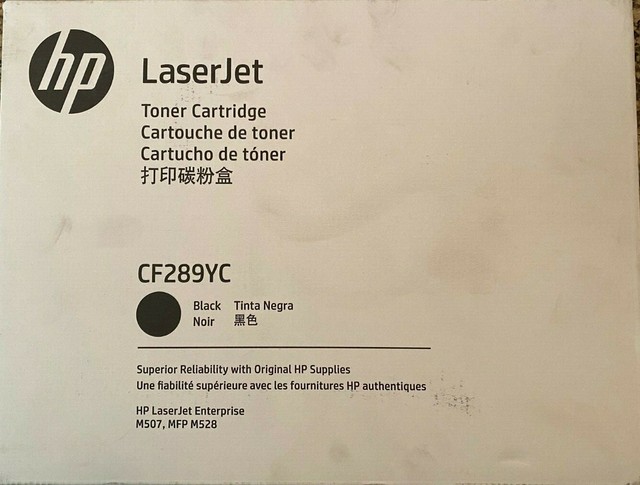 hp
LaserJet
Toner Cartridge
Cartouche de toner
Cartucho de tóner
打印碳粉盒
CF289YC
Black Tinta Negra
Noir 黑色
Superior Reliability with Original HP Supplies
Une fiabilité supérieure avec les fournitures HP authentiques
HP LaserJet Enterprise
M507, MFP M528